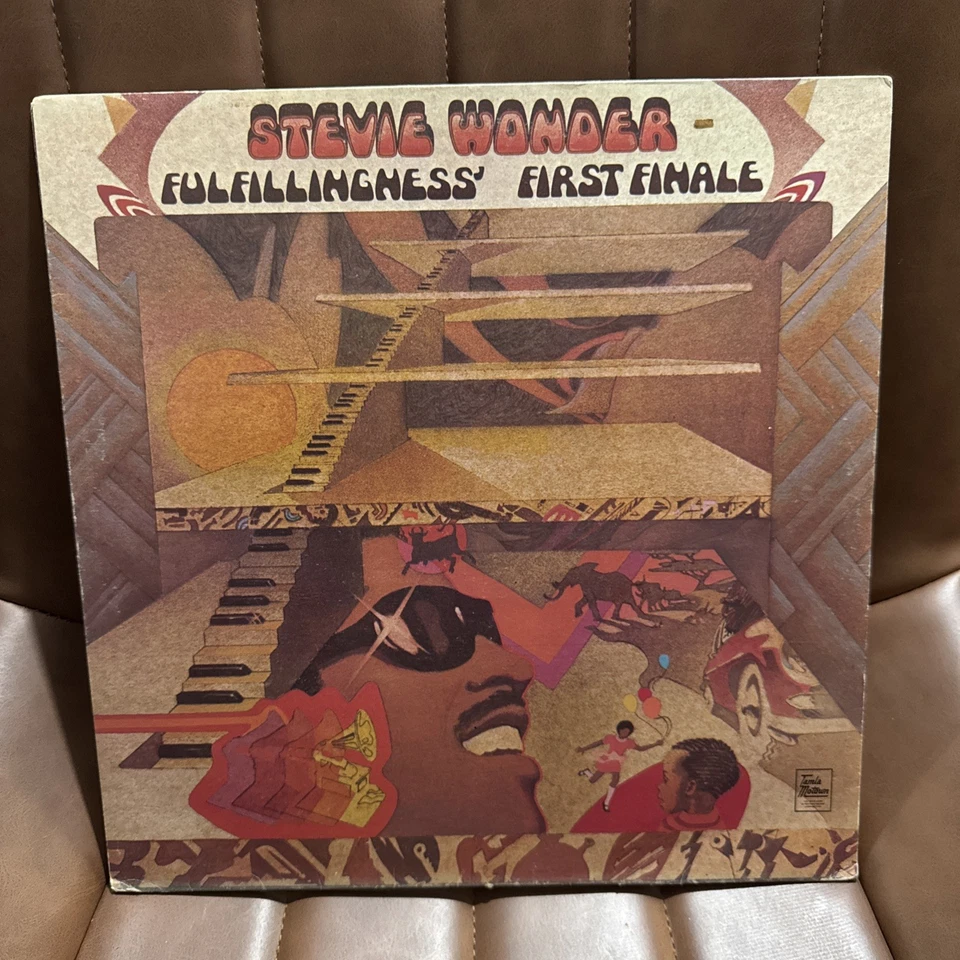 STEVIE WONDER
FULFILLINGNESS' FIRST FINALE
Tamla
Motown